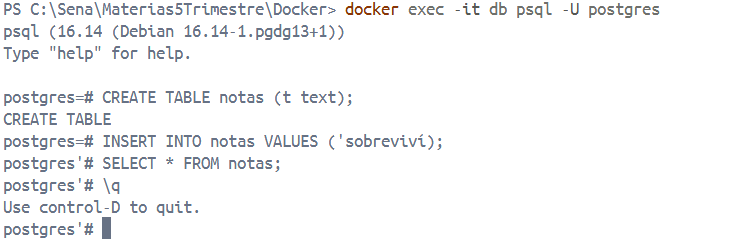 PS C:\Sena\Materias5Trimestre\Docker> docker exec -it db psql -U postgres
psql (16.14 (Debian 16.14-1.pgdg13+1))
Type "help" for help.

postgres=# CREATE TABLE notas (t text);
CREATE TABLE
postgres=# INSERT INTO notas VALUES ('sobreviví);
postgres'# SELECT * FROM notas;
postgres'# \q
Use control-D to quit.
postgres'#